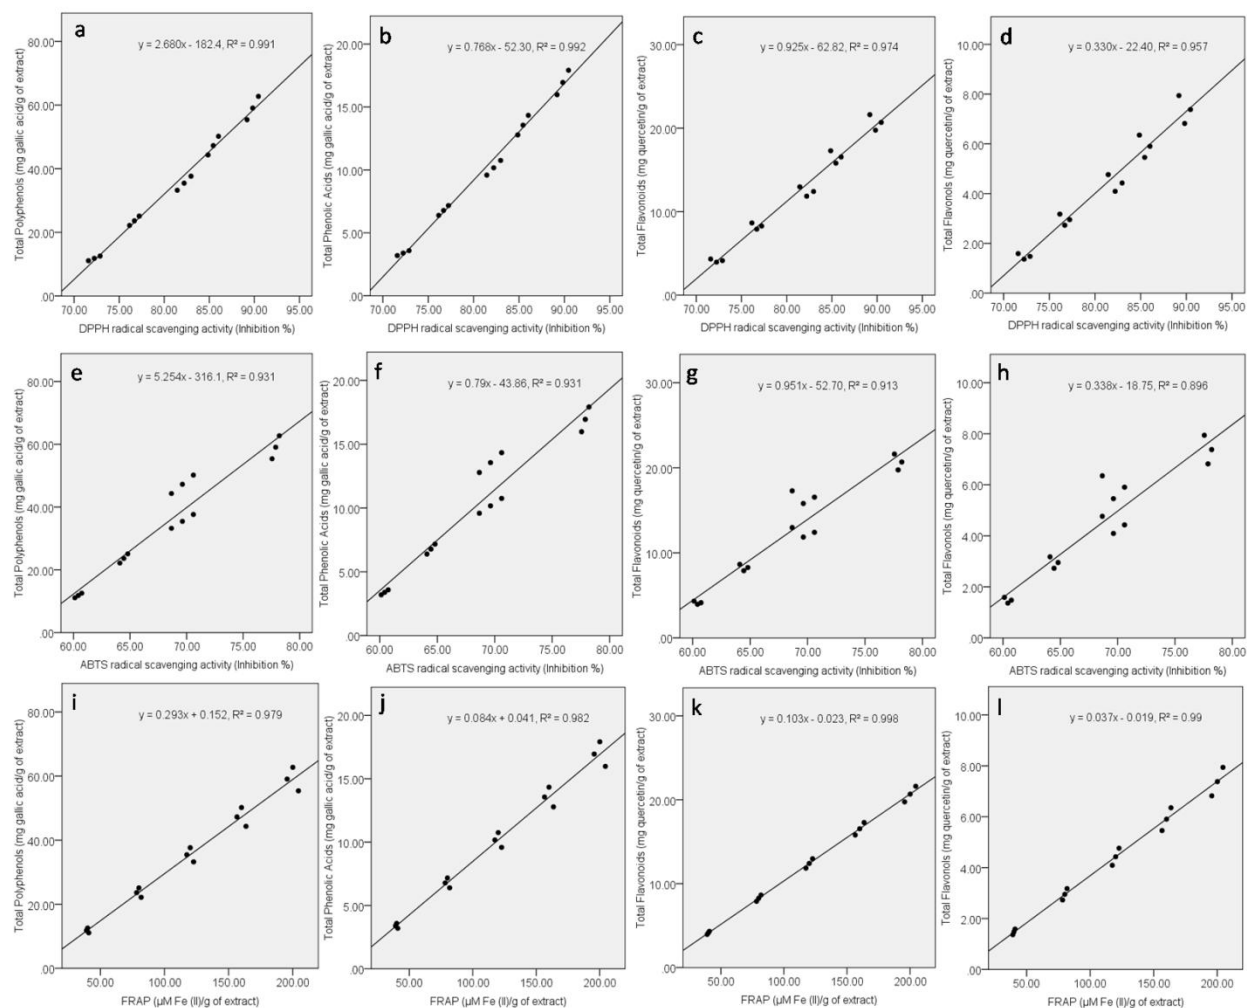 a
y = 2.680x - 182.4, R² = 0.991
Total Polyphenols (mg gallic acid/g of extract)
80.00
60.00
40.00
20.00
.00
70.00 75.00 80.00 85.00 90.00 95.00
DPPH radical scavenging activity (Inhibition %)
b
y = 0.768x - 52.30, R² = 0.992
Total Phenolic Acids (mg gallic acid/g of extract)
20.00
15.00
10.00
5.00
.00
70.00 75.00 80.00 85.00 90.00 95.00
DPPH radical scavenging activity (Inhibition %)
c
y = 0.925x - 62.82, R² = 0.974
Total Flavonoids (mg quercetin/g of extract)
30.00
20.00
10.00
.00
70.00 75.00 80.00 85.00 90.00 95.00
DPPH radical scavenging activity (Inhibition %)
d
y = 0.330x - 22.40, R² = 0.957
Total Flavonols (mg quercetin/g of extract)
10.00
8.00
6.00
4.00
2.00
.00
70.00 75.00 80.00 85.00 90.00 95.00
DPPH radical scavenging activity (Inhibition %)
e
y = 5.254x - 316.1, R² = 0.931
Total Polyphenols (mg gallic acid/g of extract)
80.00
60.00
40.00
20.00
.00
60.00 65.00 70.00 75.00 80.00
ABTS radical scavenging activity (Inhibition %)
f
y = 0.79x - 43.86, R² = 0.931
Total Phenolic Acids (mg gallic acid/g of extract)
20.00
15.00
10.00
5.00
.00
60.00 65.00 70.00 75.00 80.00
ABTS radical scavenging activity (Inhibition %)
g
y = 0.951x - 52.70, R² = 0.913
Total Flavonoids (mg quercetin/g of extract)
30.00
20.00
10.00
.00
60.00 65.00 70.00 75.00 80.00
ABTS radical scavenging activity (Inhibition %)
h
y = 0.338x - 18.75, R² = 0.896
Total Flavonols (mg quercetin/g of extract)
10.00
8.00
6.00
4.00
2.00
.00
60.00 65.00 70.00 75.00 80.00
ABTS radical scavenging activity (Inhibition %)
i
y = 0.293x + 0.152, R² = 0.979
Total Polyphenols (mg gallic acid/g of extract)
80.00
60.00
40.00
20.00
.00
50.00 100.00 150.00 200.00
FRAP (µM Fe (II)/g of extract)
j
y = 0.084x + 0.041, R² = 0.982
Total Phenolic Acids (mg gallic acid/g of extract)
20.00
15.00
10.00
5.00
.00
50.00 100.00 150.00 200.00
FRAP (µM Fe (II)/g of extract)
k
y = 0.103x - 0.023, R² = 0.998
Total Flavonoids (mg quercetin/g of extract)
30.00
20.00
10.00
.00
50.00 100.00 150.00 200.00
FRAP (µM Fe (II)/g of extract)
l
y = 0.037x - 0.019, R² = 0.99
Total Flavonols (mg quercetin/g of extract)
10.00
8.00
6.00
4.00
2.00
.00
50.00 100.00 150.00 200.00
FRAP (µM Fe (II)/g of extract)